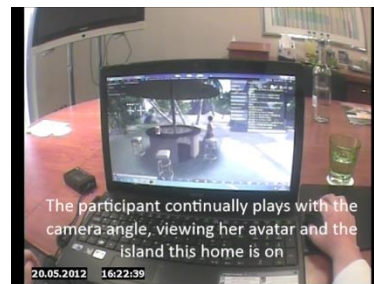 The participant continually plays with the
camera angle, viewing her avatar and the
island this home is on
20.05.2012 16:22:39